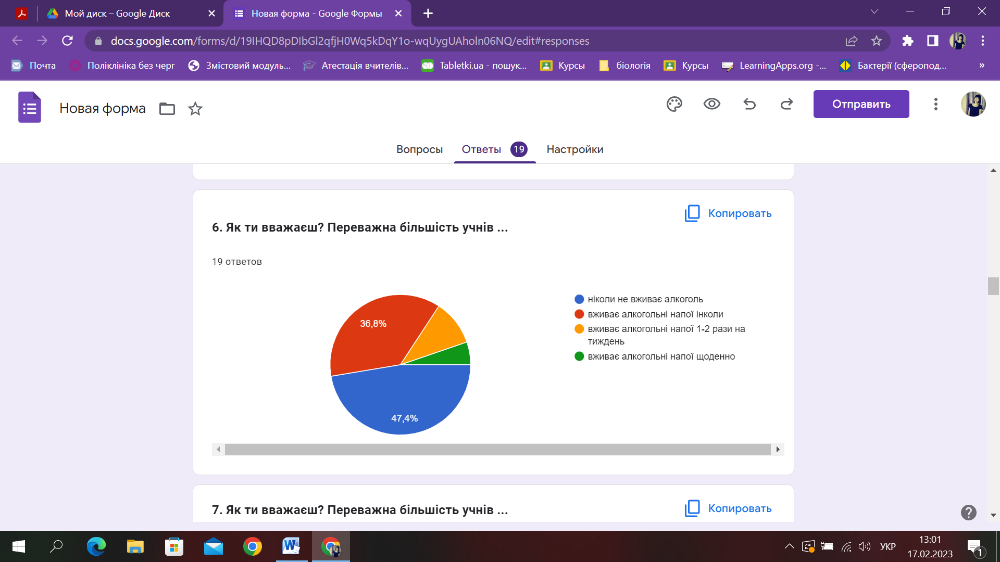 Мой диск – Google Диск
Новая форма - Google Формы
docs.google.com/forms/d/19IHQD8pDIbGl2qfjH0Wq5kDqY1o-wqUygUAholn06NQ/edit#responses
Почта
Поліклініка без черг
Змістовий модуль...
Атестація вчителів...
Tabletki.ua - пошук...
Курсы
біологія
Курсы
LearningApps.org -...
Бактерії (сферопод...
»
Новая форма
Отправить
Вопросы
Ответы 19
Настройки
Копировать
6. Як ти вважаєш? Переважна більшість учнів ...
19 ответов
36,8%
47,4%
ніколи не вживає алкоголь
вживає алкогольні напої інколи
вживає алкогольні напої 1-2 рази на
тиждень
вживає алкогольні напої щоденно
7. Як ти вважаєш? Переважна більшість учнів ...
Копировать
УКР
13:01
17.02.2023
1